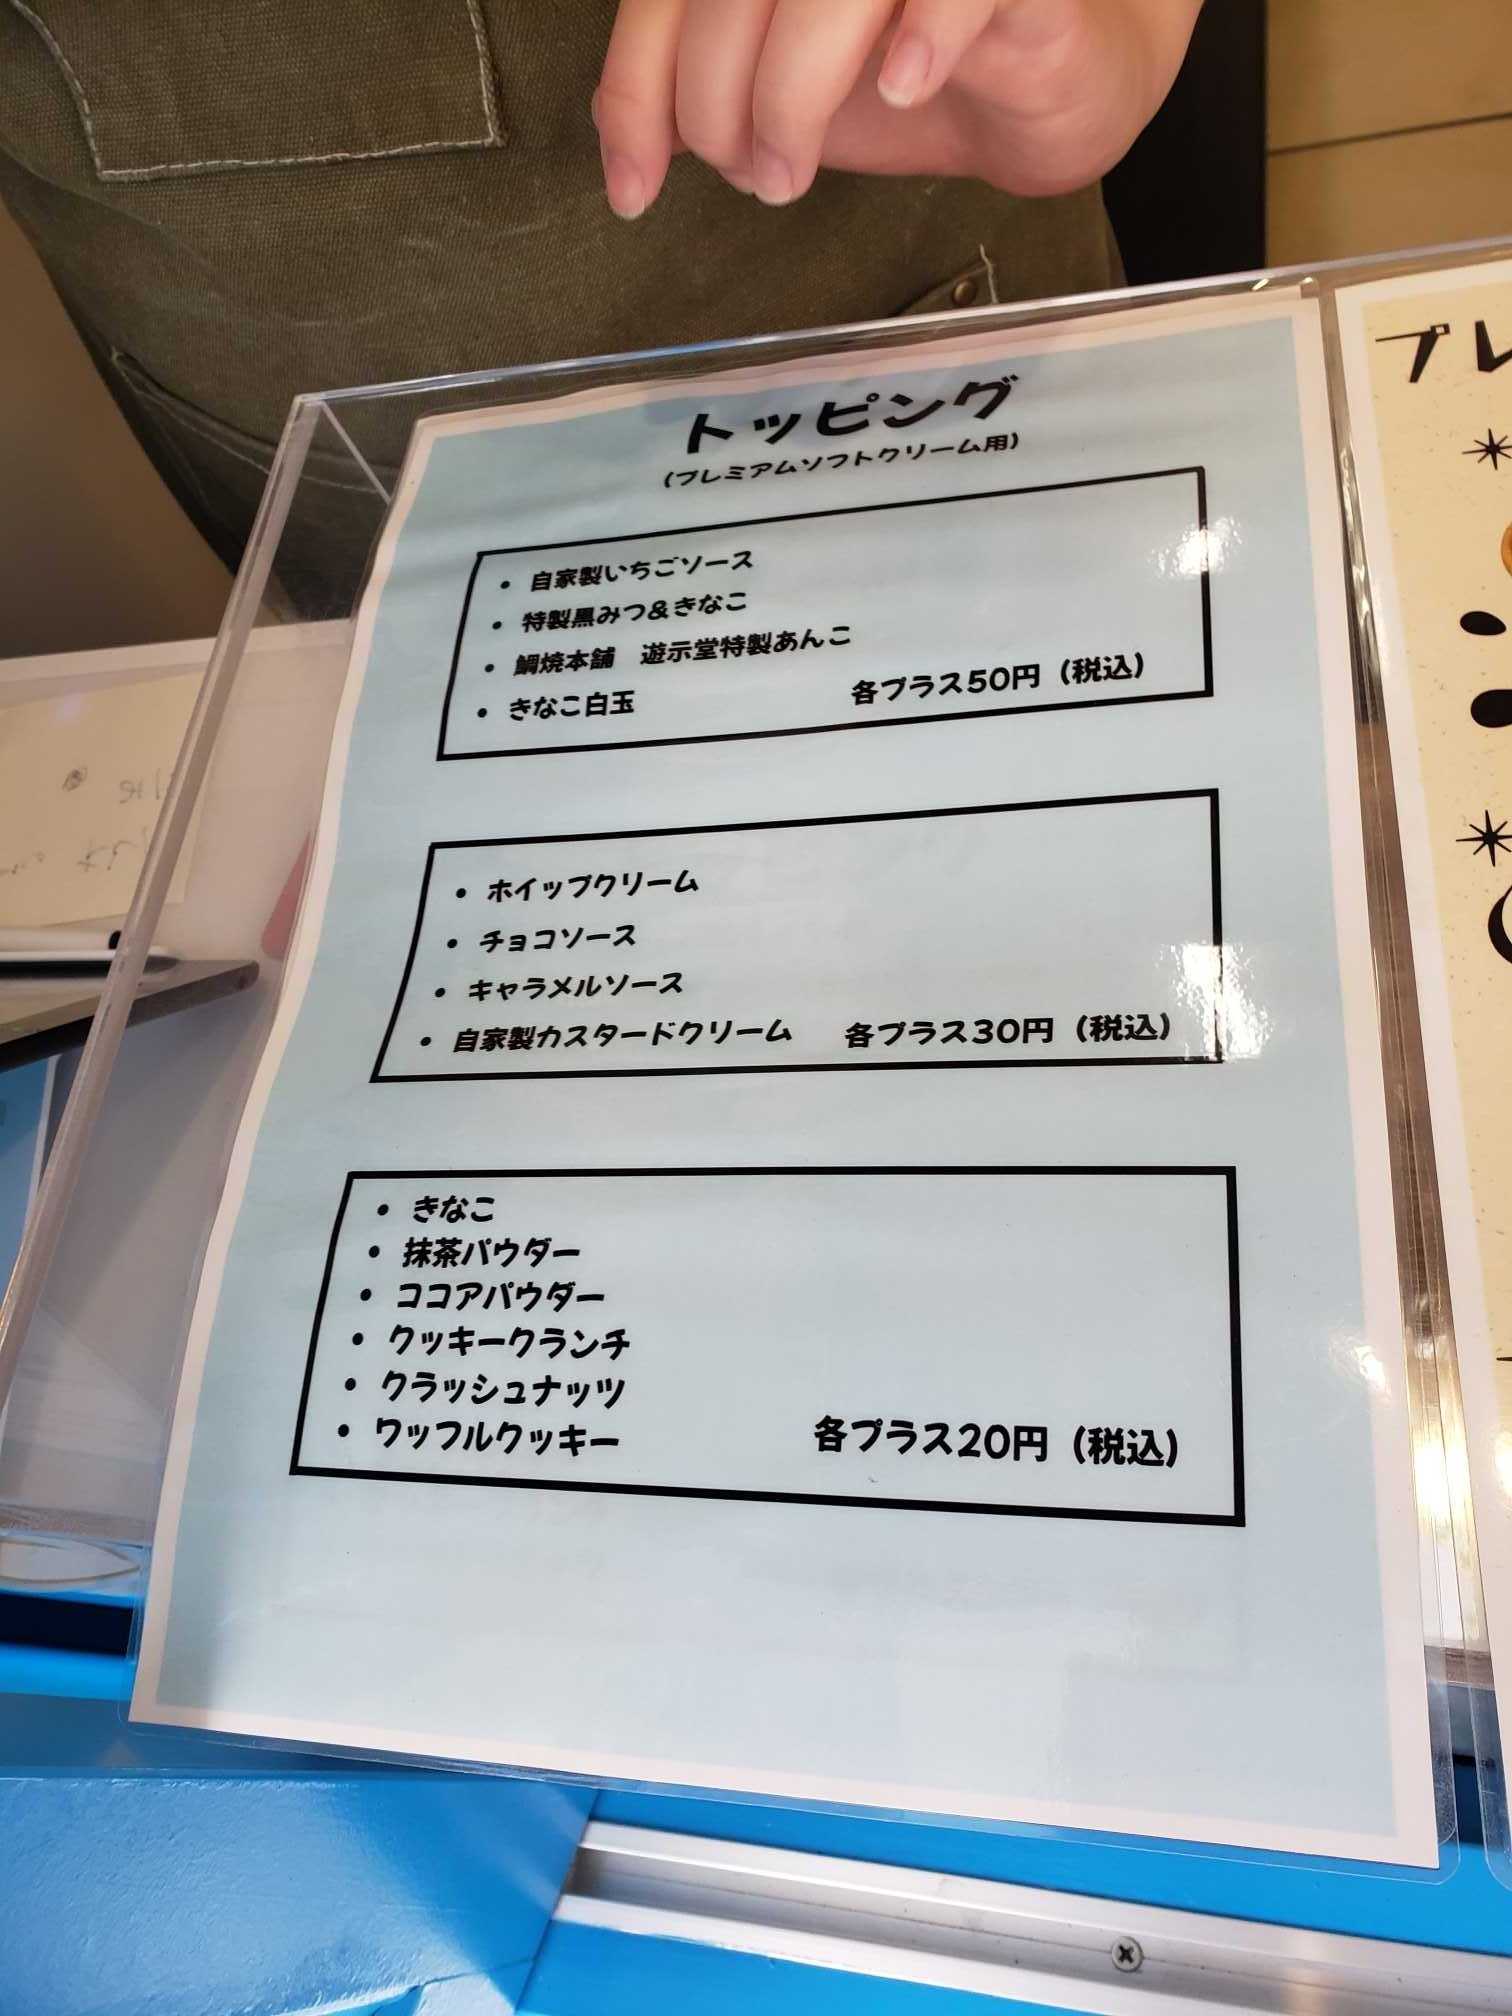 トッピング
(プレミアムソフトクリーム用)
• 自家製いちごソース
• 特製黒みつ&きなこ
• 鯛焼本舗　遊示堂特製あんこ
• きなこ白玉　各プラス50円（税込）
• ホイップクリーム
• チョコソース
• キャラメルソース
• 自家製カスタードクリーム　各プラス30円（税込）
• きなこ
• 抹茶パウダー
• ココアパウダー
• クッキークランチ
• クラッシュナッツ
• ワッフルクッキー　各プラス20円（税込）
プレ